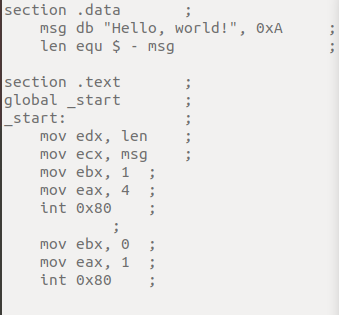 section .data       ;
    msg db "Hello, world!", 0xA     ;
    len equ $ - msg                 ;

section .text       ;
global _start       ;
_start:             ;
    mov edx, len    ;
    mov ecx, msg    ;
    mov ebx, 1  ;
    mov eax, 4  ;
    int 0x80    ;
            ;
    mov ebx, 0  ;
    mov eax, 1  ;
    int 0x80    ;